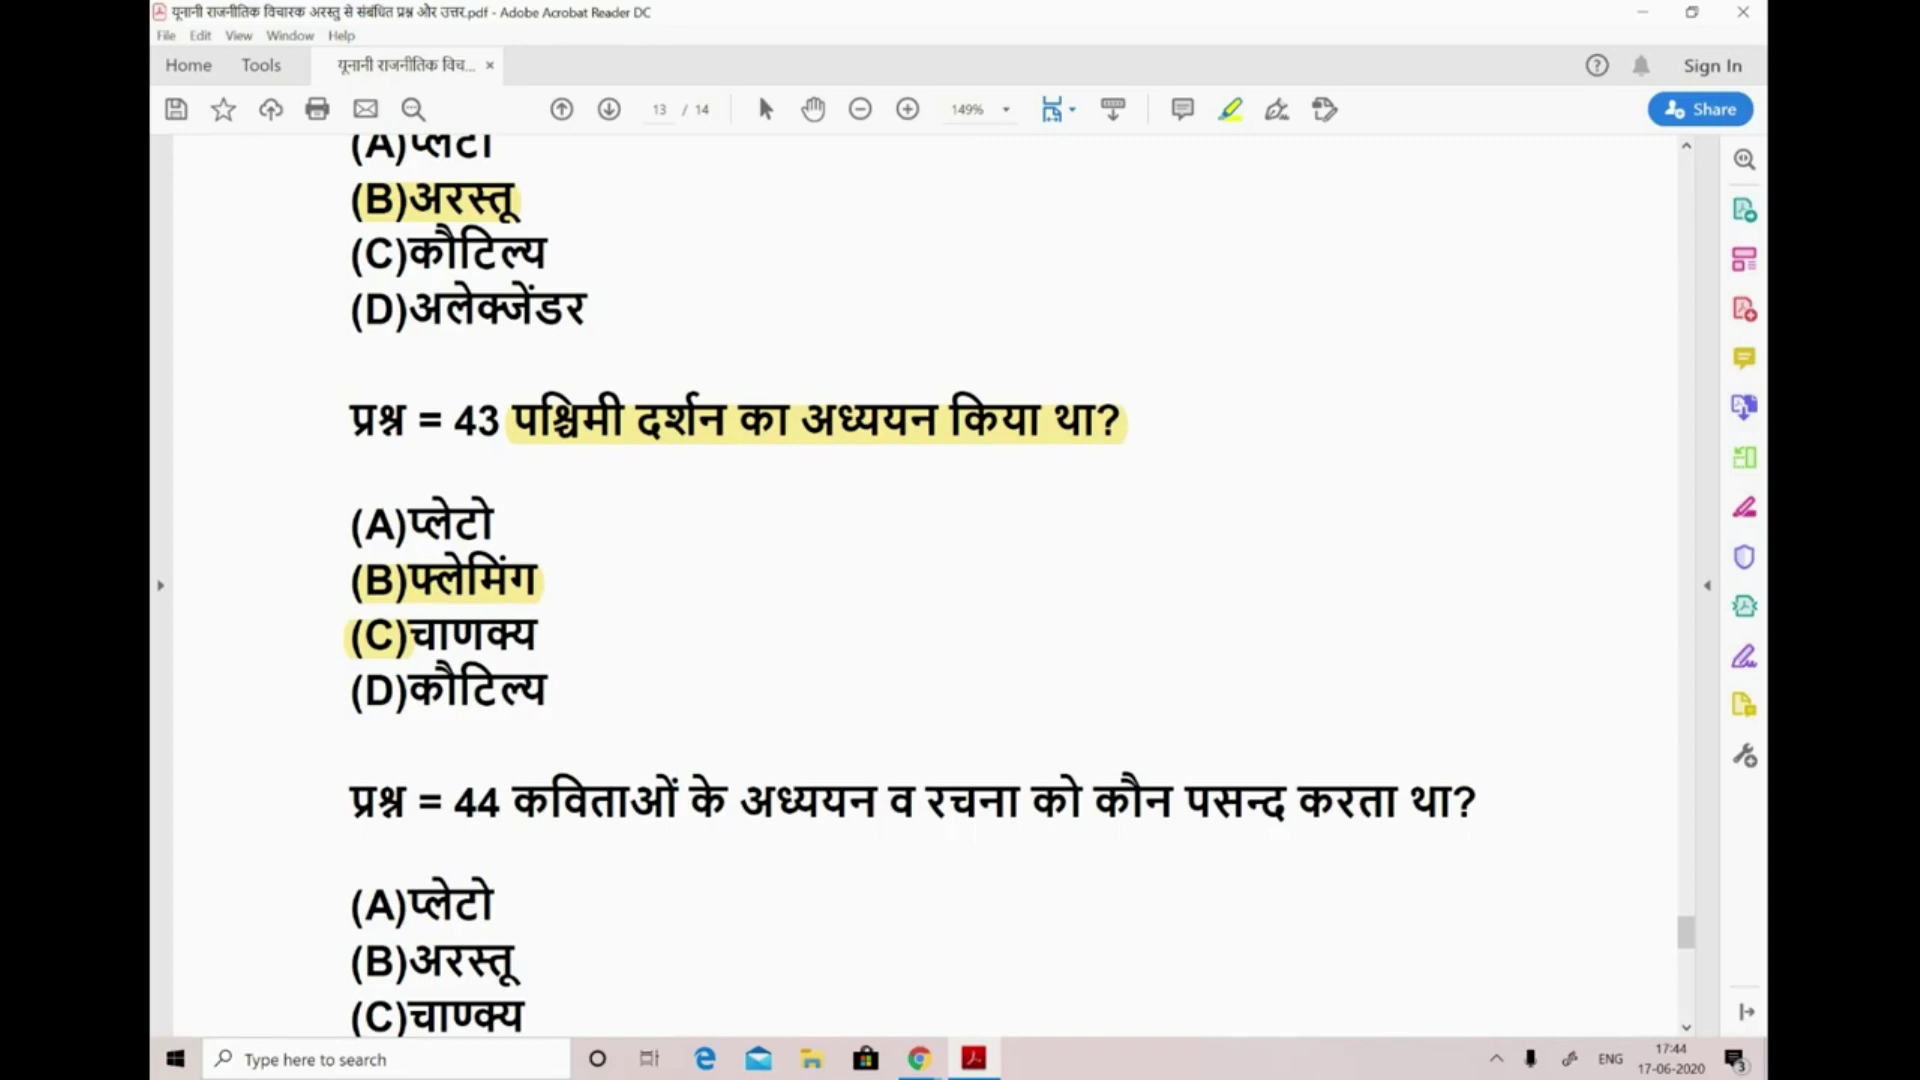 यूनानी राजनीतिक विचारक अरस्तु से संबंधित प्रश्न और उत्तर.pdf - Adobe Acrobat Reader DC
File Edit View Window Help
Home Tools यूनानी राजनीतिक विच... × Sign In
13 / 14 149% Share
(A)प्लेटो
(B)अरस्तू
(C)कौटिल्य
(D)अलेक्जेंडर
प्रश्न = 43 पश्चिमी दर्शन का अध्ययन किया था?
(A)प्लेटो
(B)फ्लेमिंग
(C)चाणक्य
(D)कौटिल्य
प्रश्न = 44 कविताओं के अध्ययन व रचना को कौन पसन्द करता था?
(A)प्लेटो
(B)अरस्तू
(C)चाण्क्य
Type here to search ENG 17:44
17-06-2020 3